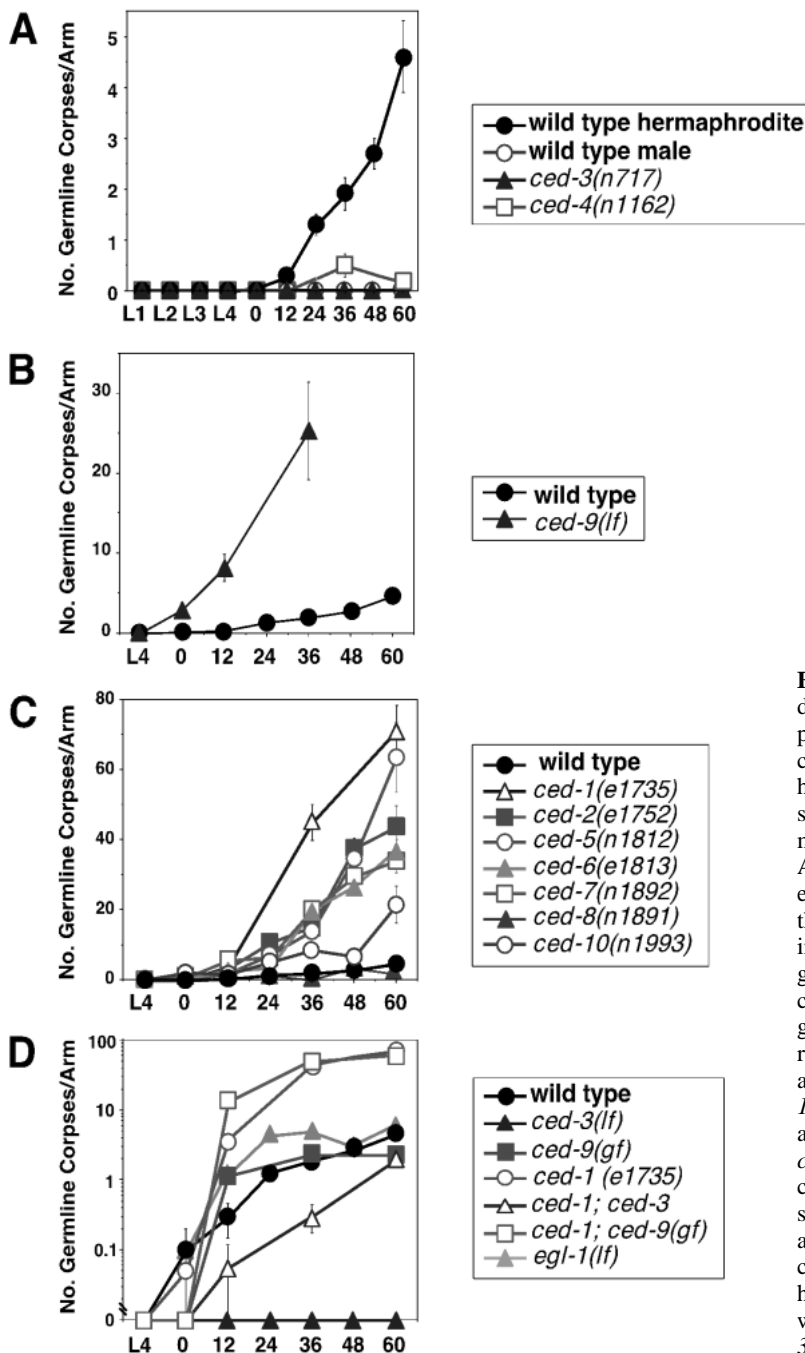 A
No. Germline Corpses/Arm
5
4
3
2
1
0
L1 L2 L3 L4 0 12 24 36 48 60
wild type hermaphrodite
wild type male
ced-3(n717)
ced-4(n1162)
B
No. Germline Corpses/Arm
30
20
10
0
L4 0 12 24 36 48 60
wild type
ced-9(lf)
C
No. Germline Corpses/Arm
80
60
40
20
0
L4 0 12 24 36 48 60
wild type
ced-1(e1735)
ced-2(e1752)
ced-5(n1812)
ced-6(e1813)
ced-7(n1892)
ced-8(n1891)
ced-10(n1993)
D
No. Germline Corpses/Arm
100
10
1
0.1
0
L4 0 12 24 36 48 60
wild type
ced-3(lf)
ced-9(gf)
ced-1 (e1735)
ced-1; ced-3
ced-1; ced-9(gf)
egl-1(lf)